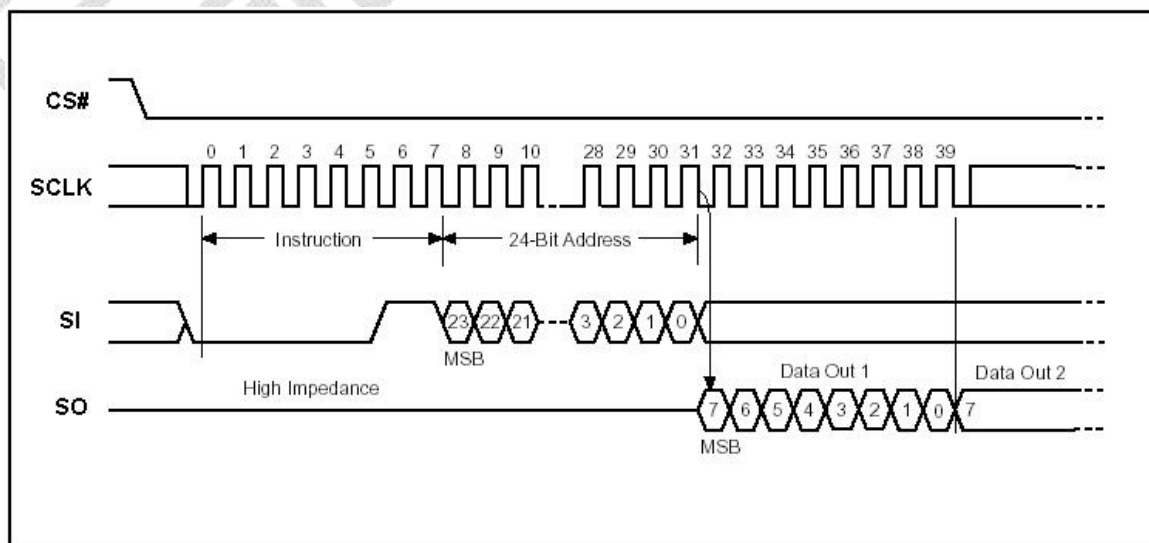 CS#
0 1 2 3 4 5 6 7 8 9 10 28 29 30 31 32 33 34 35 36 37 38 39
SCLK
Instruction 24-Bit Address
SI
23 22 21 3 2 1 0
MSB
High Impedance
Data Out 1 Data Out 2
SO
7 6 5 4 3 2 1 0 7
MSB